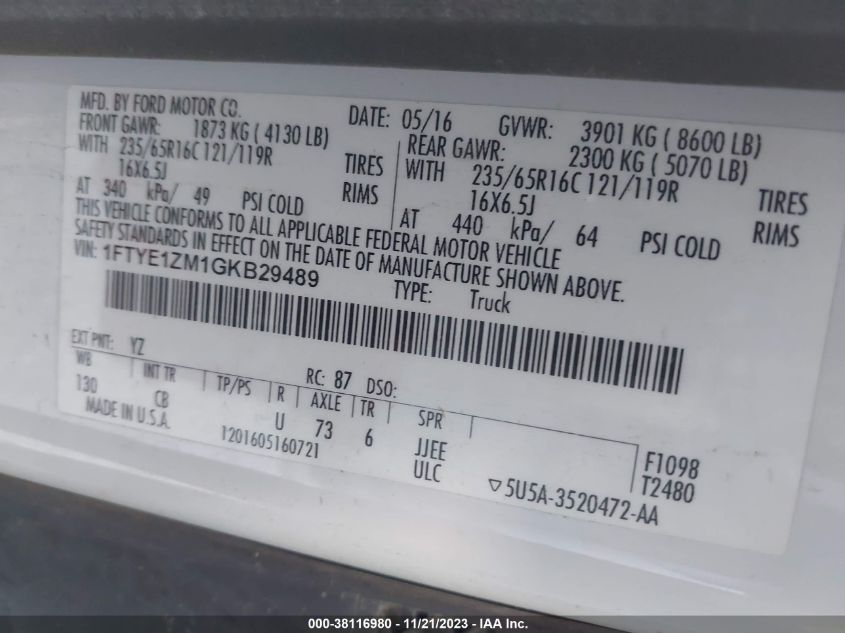 MFD. BY FORD MOTOR CO.
DATE: 05/16 GVWR: 3901 KG ( 8600 LB)
FRONT GAWR: 1873 KG ( 4130 LB)
REAR GAWR: 2300 KG ( 5070 LB)
WITH 235/65R16C 121/119R TIRES
WITH 235/65R16C 121/119R TIRES
16X6.5J RIMS
16X6.5J RIMS
AT 340 kPa/ 49 PSI COLD
AT 440 kPa/ 64 PSI COLD
THIS VEHICLE CONFORMS TO ALL APPLICABLE FEDERAL MOTOR VEHICLE
SAFETY STANDARDS IN EFFECT ON THE DATE OF MANUFACTURE SHOWN ABOVE.
VIN: 1FTYE1ZM1GKB29489
TYPE: Truck
EXT PNT: YZ RC: 87 DSO:
WB INT TR TP/PS R AXLE TR SPR
130 CB U 73 6 JJEE
F1098
MADE IN U.S.A. 1201605160721 ULC
T2480
▽5U5A-3520472-AA
000-38116980 - 11/21/2023 - IAA Inc.